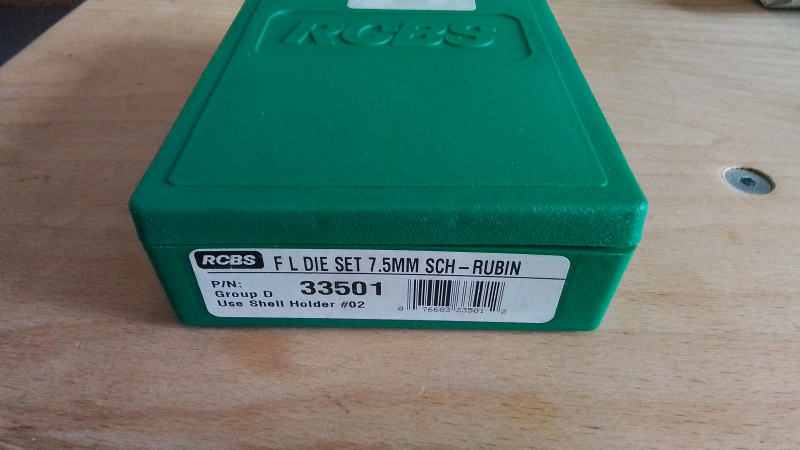 RCBS
RCBS F L DIE SET 7.5MM SCH-RUBIN
P/N: 33501
Group D
Use Shell Holder #02
0 76683 33501 2